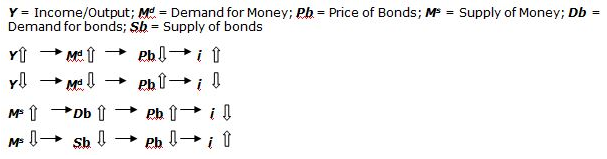 Y = Income/Output; Mᵈ = Demand for Money; Pb = Price of Bonds; Mˢ = Supply of Money; Db =
Demand for bonds; Sb = Supply of bonds
Y⇧ → Mᵈ⇧ → Pb⇩→ i ⇧
Y⇩ → Mᵈ⇩ → Pb⇧→ i ⇩
Mˢ ⇧ →Db ⇧ → Pb ⇧→ i ⇩
Mˢ ⇩→ Sb ⇩ → Pb ⇩→ i ⇧